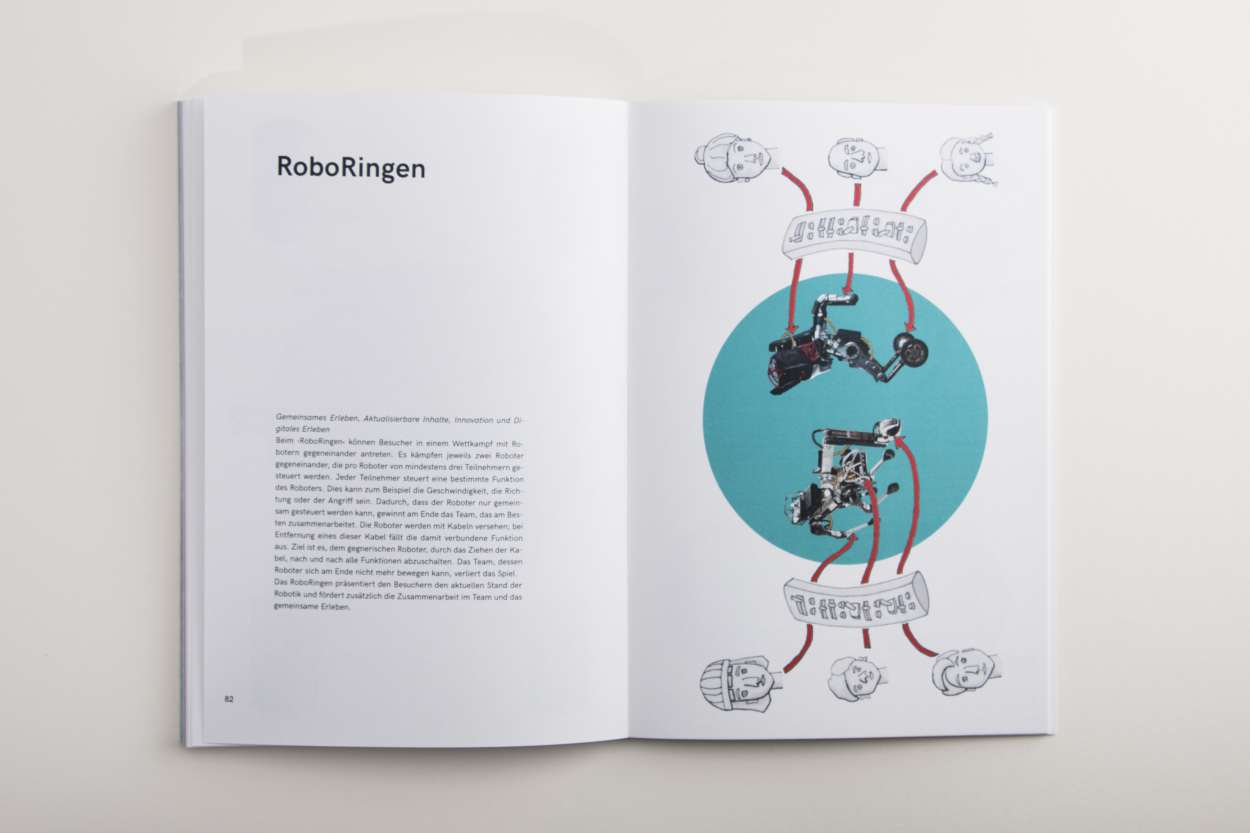 RoboRingen
Gemeinsames Erleben, Aktualisierbare Inhalte, Innovation und Di-
gitales Erleben
Beim ‹RoboRingen› können Besucher in einem Wettkampf mit Ro-
botern gegeneinander antreten. Es kämpfen jeweils zwei Roboter
gegeneinander, die pro Roboter von mindestens drei Teilnehmern ge-
steuert werden. Jeder Teilnehmer steuert eine bestimmte Funktion
des Roboters. Dies kann zum Beispiel die Geschwindigkeit, die Rich-
tung oder der Angriff sein. Dadurch, dass der Roboter nur gemein-
sam gesteuert werden kann, gewinnt am Ende das Team, das am Bes-
ten zusammenarbeitet. Die Roboter werden mit Kabeln versehen; bei
Entfernung eines dieser Kabel fällt die damit verbundene Funktion
aus. Ziel ist es, dem gegnerischen Roboter, durch das Ziehen der Ka-
bel, nach und nach alle Funktionen abzuschalten. Das Team, dessen
Roboter sich am Ende nicht mehr bewegen kann, verliert das Spiel.
Das RoboRingen präsentiert den Besuchern den aktuellen Stand der
Robotik und fördert zusätzlich die Zusammenarbeit im Team und das
gemeinsame Erleben.
82